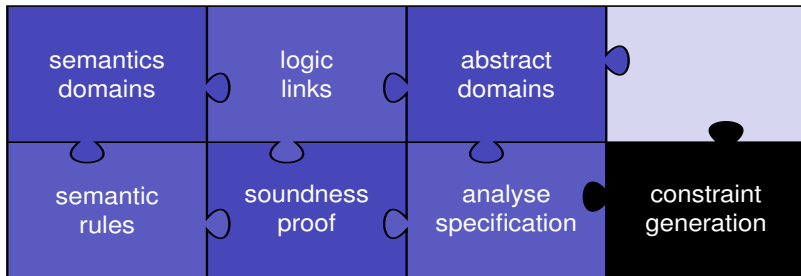 semantics
domains
logic
links
abstract
domains
semantic
rules
soundness
proof
analyse
specification
constraint
generation